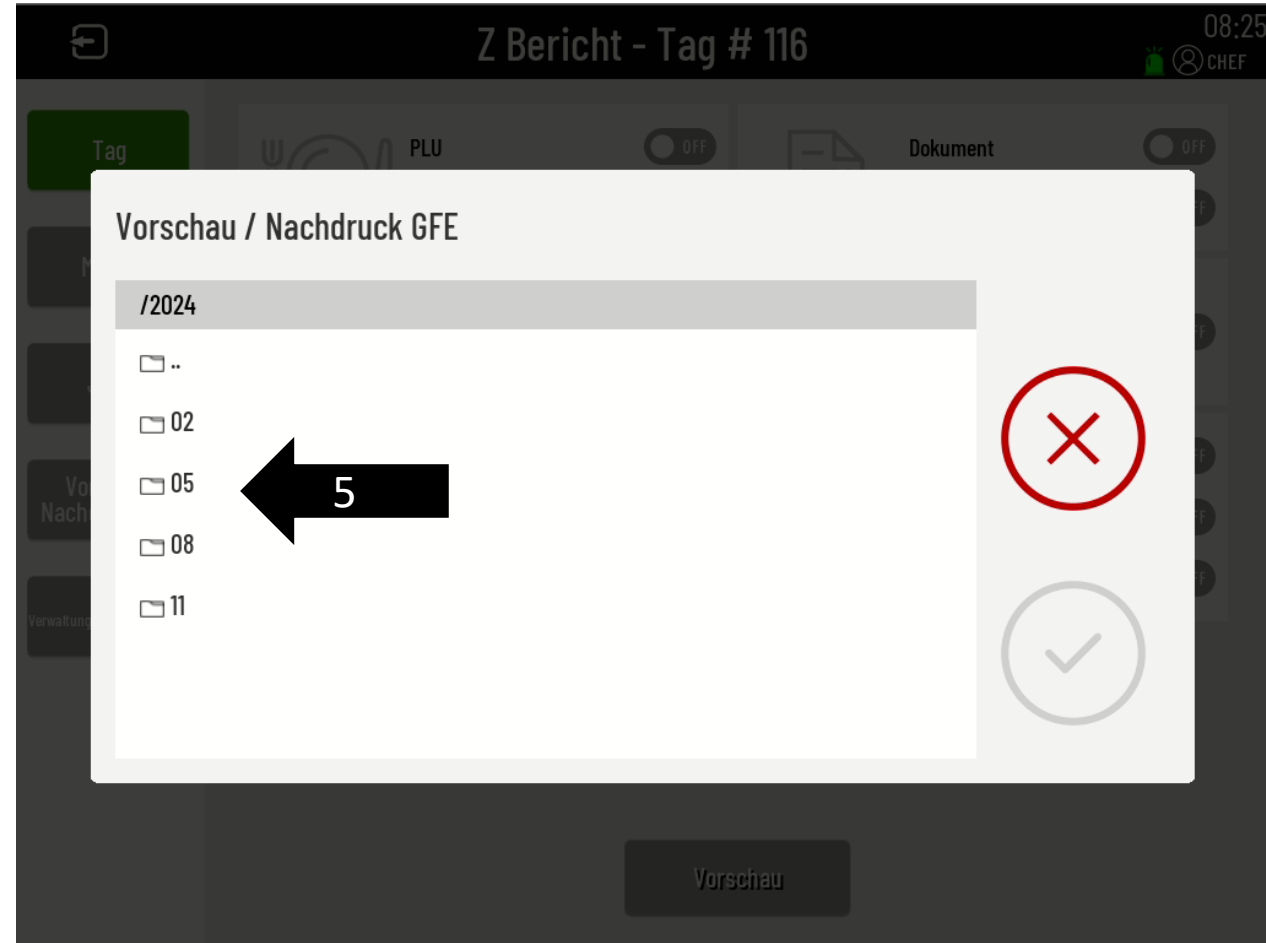 08:25
Z Bericht - Tag # 116
CHEF
Tag
PLU
OFF
Dokument
OFF
Vorschau / Nachdruck GFE
/2024
..
02
05
5
08
11
Vorschau